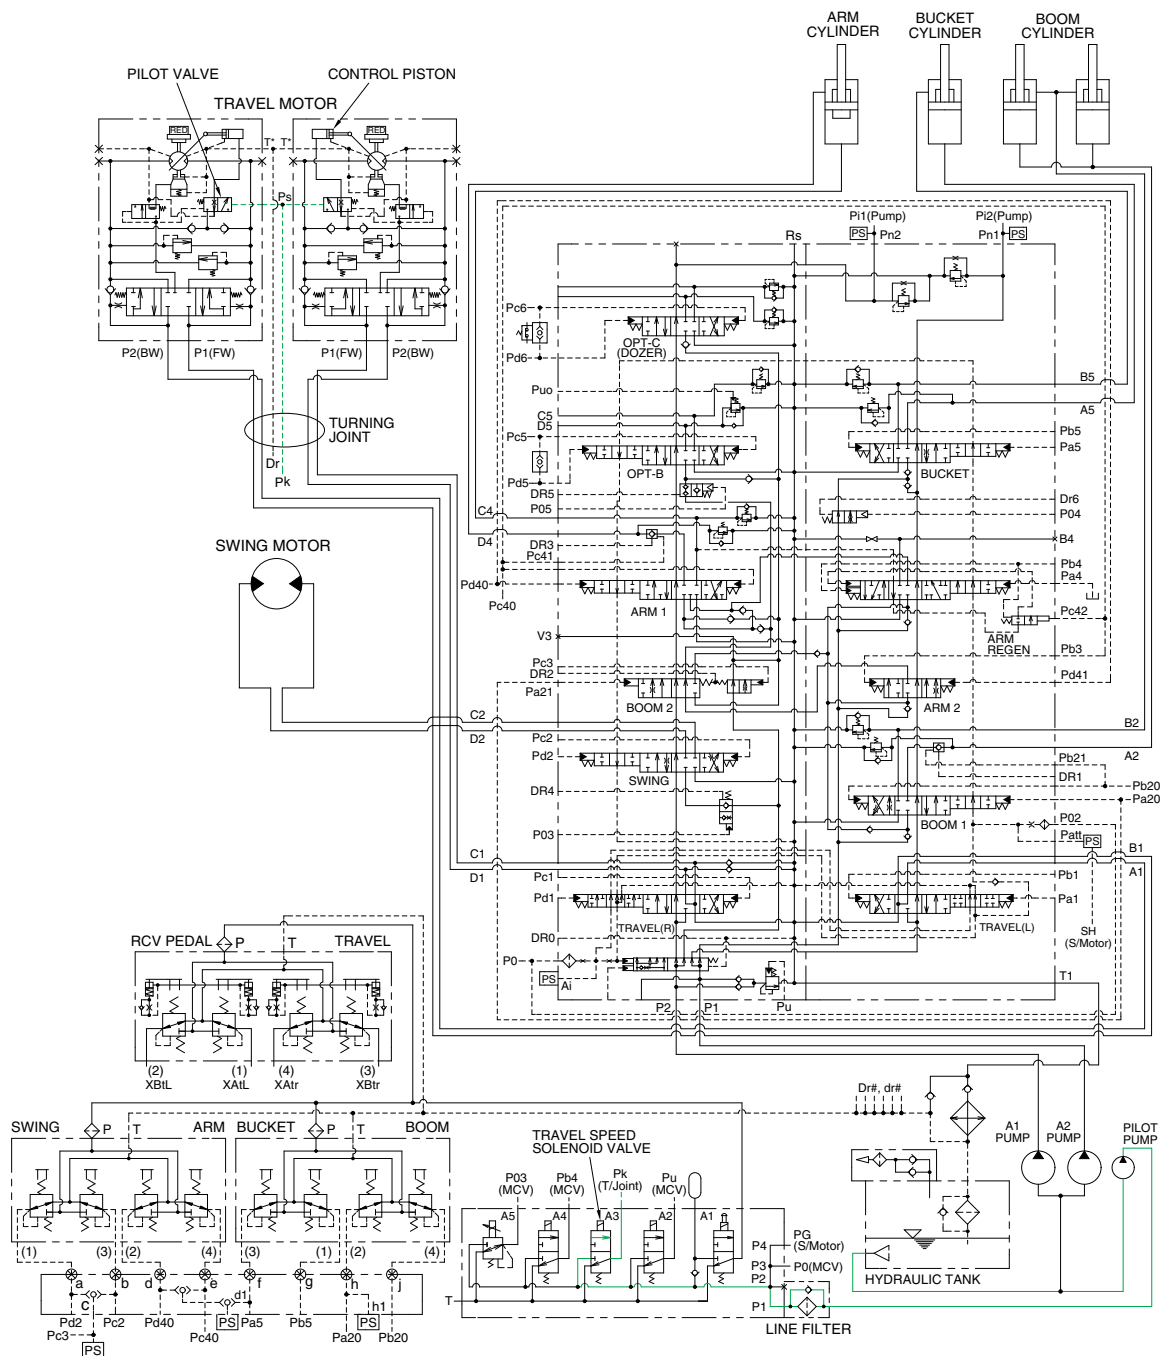 ARM
CYLINDER
BUCKET
CYLINDER
BOOM
CYLINDER
PILOT VALVE
CONTROL PISTON
TRAVEL MOTOR
RED
RED
T*
T*
Ps
P2(BW)
P1(FW)
P1(FW)
P2(BW)
TURNING
JOINT
Dr
Pk
SWING MOTOR
Pi1(Pump)
Pi2(Pump)
PS
Pn2
Pn1
PS
Rs
Pc6
Pd6
OPT-C
(DOZER)
Puo
C5
D5
Pc5
Pd5
OPT-B
DR5
P05
C4
D4
DR3
Pc41
Pd40
Pc40
ARM 1
V3
Pc3
DR2
Pa21
BOOM 2
C2
D2
Pc2
Pd2
SWING
DR4
P03
C1
D1
Pc1
Pd1
TRAVEL(R)
DR0
P0
PS
Ai
P2
P1
Pu
B5
A5
Pb5
Pa5
BUCKET
Dr6
P04
B4
Pb4
Pa4
Pc42
ARM
REGEN
Pb3
Pd41
ARM 2
B2
A2
Pb21
DR1
Pb20
Pa20
BOOM 1
P02
Patt
PS
B1
A1
Pb1
Pa1
TRAVEL(L)
SH
(S/Motor)
T1
RCV PEDAL
P
T
TRAVEL
(2)
XBtL
(1)
XAtL
(4)
XAtr
(3)
XBtr
SWING
P
T
ARM
BUCKET
P
T
BOOM
(1)
(3)
(2)
(4)
(3)
(1)
(2)
(4)
a
b
d
e
f
g
h
j
c
d1
h1
Pd2
Pc2
Pd40
PS
Pa5
Pb5
PS
Pc3
Pc40
Pa20
Pb20
PS
TRAVEL SPEED
SOLENOID VALVE
P03
(MCV)
Pb4
(MCV)
Pk
(T/Joint)
Pu
(MCV)
A5
A4
A3
A2
A1
T
P4
P3
P2
P1
PG
(S/Motor)
P0(MCV)
LINE FILTER
Dr#, dr#
A1
PUMP
A2
PUMP
PILOT
PUMP
HYDRAULIC TANK